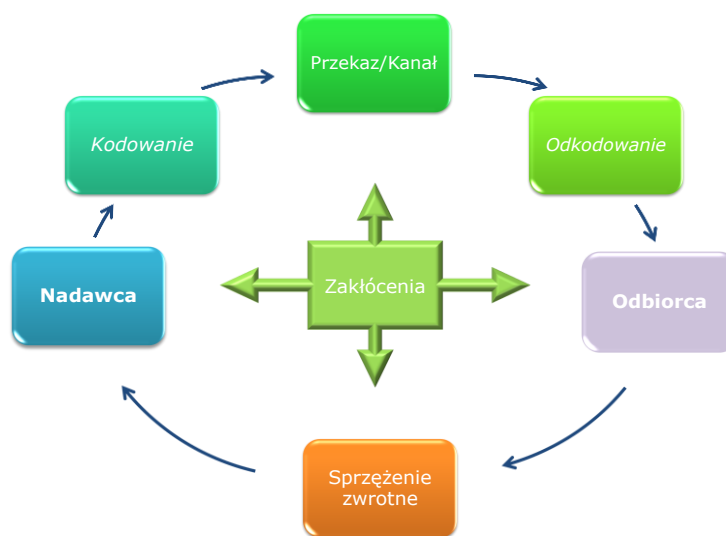 Przekaz/Kanał
Kodowanie
Odkodowanie
Nadawca
Zakłócenia
Odbiorca
Sprzężenie
zwrotne